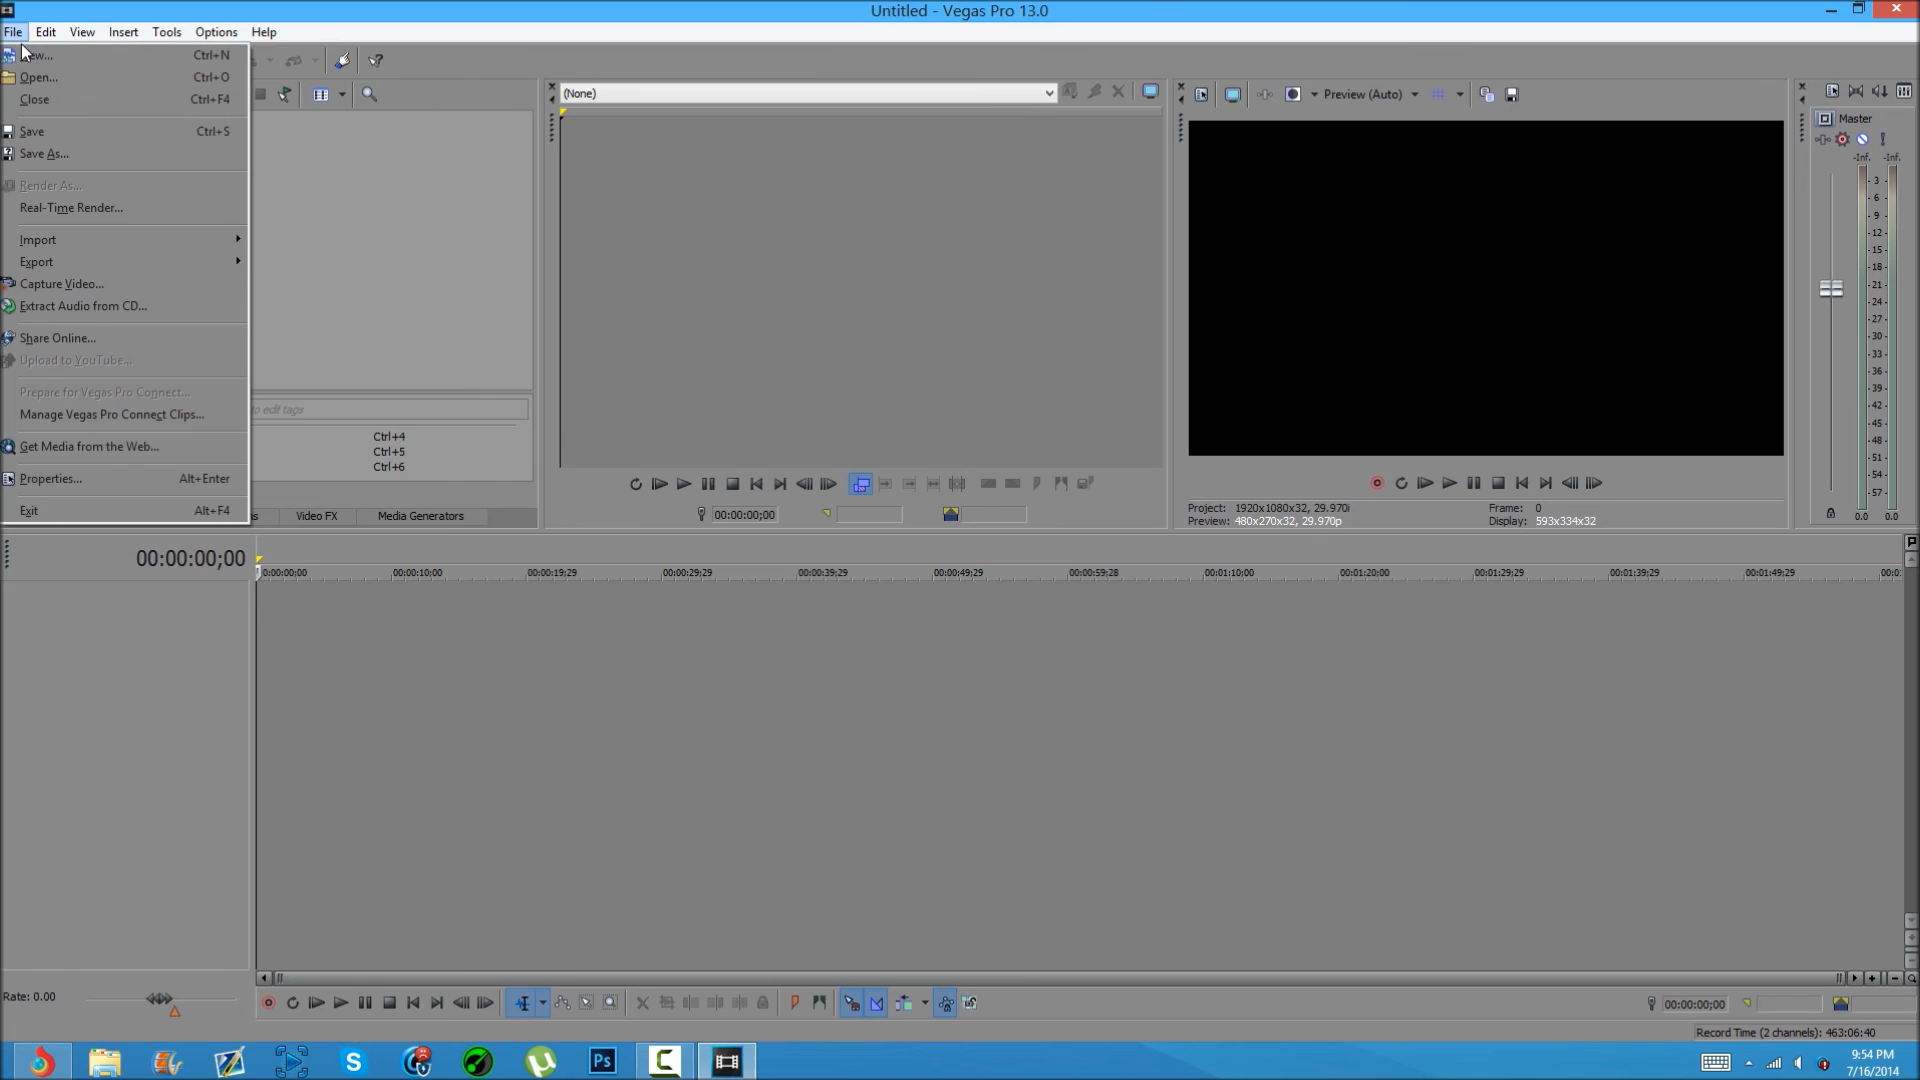 Untitled - Vegas Pro 13.0
File Edit View Insert Tools Options Help
Ctrl+N
Open... Ctrl+O
Close Ctrl+F4
Save Ctrl+S
Save As...
Render As...
Real-Time Render...
Import
Export
Capture Video...
Extract Audio from CD...
Share Online...
Upload to YouTube...
Prepare for Vegas Pro Connect...
Manage Vegas Pro Connect Clips...
Get Media from the Web...
Properties... Alt+Enter
Exit Alt+F4
to edit tags
Ctrl+4
Ctrl+5
Ctrl+6
Video FX Media Generators
(None)
00:00:00;00
Preview (Auto)
Project: 1920x1080x32, 29.970i Frame: 0
Preview: 480x270x32, 29.970p Display: 593x334x32
Master
-Inf. -Inf.
- 3 -
- 6 -
- 9 -
-12-
-15-
-18-
-21-
-24-
-27-
-30-
-33-
-36-
-39-
-42-
-45-
-48-
-51-
-54-
-57-
0.0 0.0
00:00:00;00
0:00:00;00 00:00:10;00 00:00:19;29 00:00:29;29 00:00:39;29 00:00:49;29 00:00:59;28 00:01:10;00 00:01:20;00 00:01:29;29 00:01:39;29 00:01:49;29 00:0
Rate: 0.00
00:00:00;00
Record Time (2 channels): 463:06:40
S Ps C
9:54 PM
7/16/2014